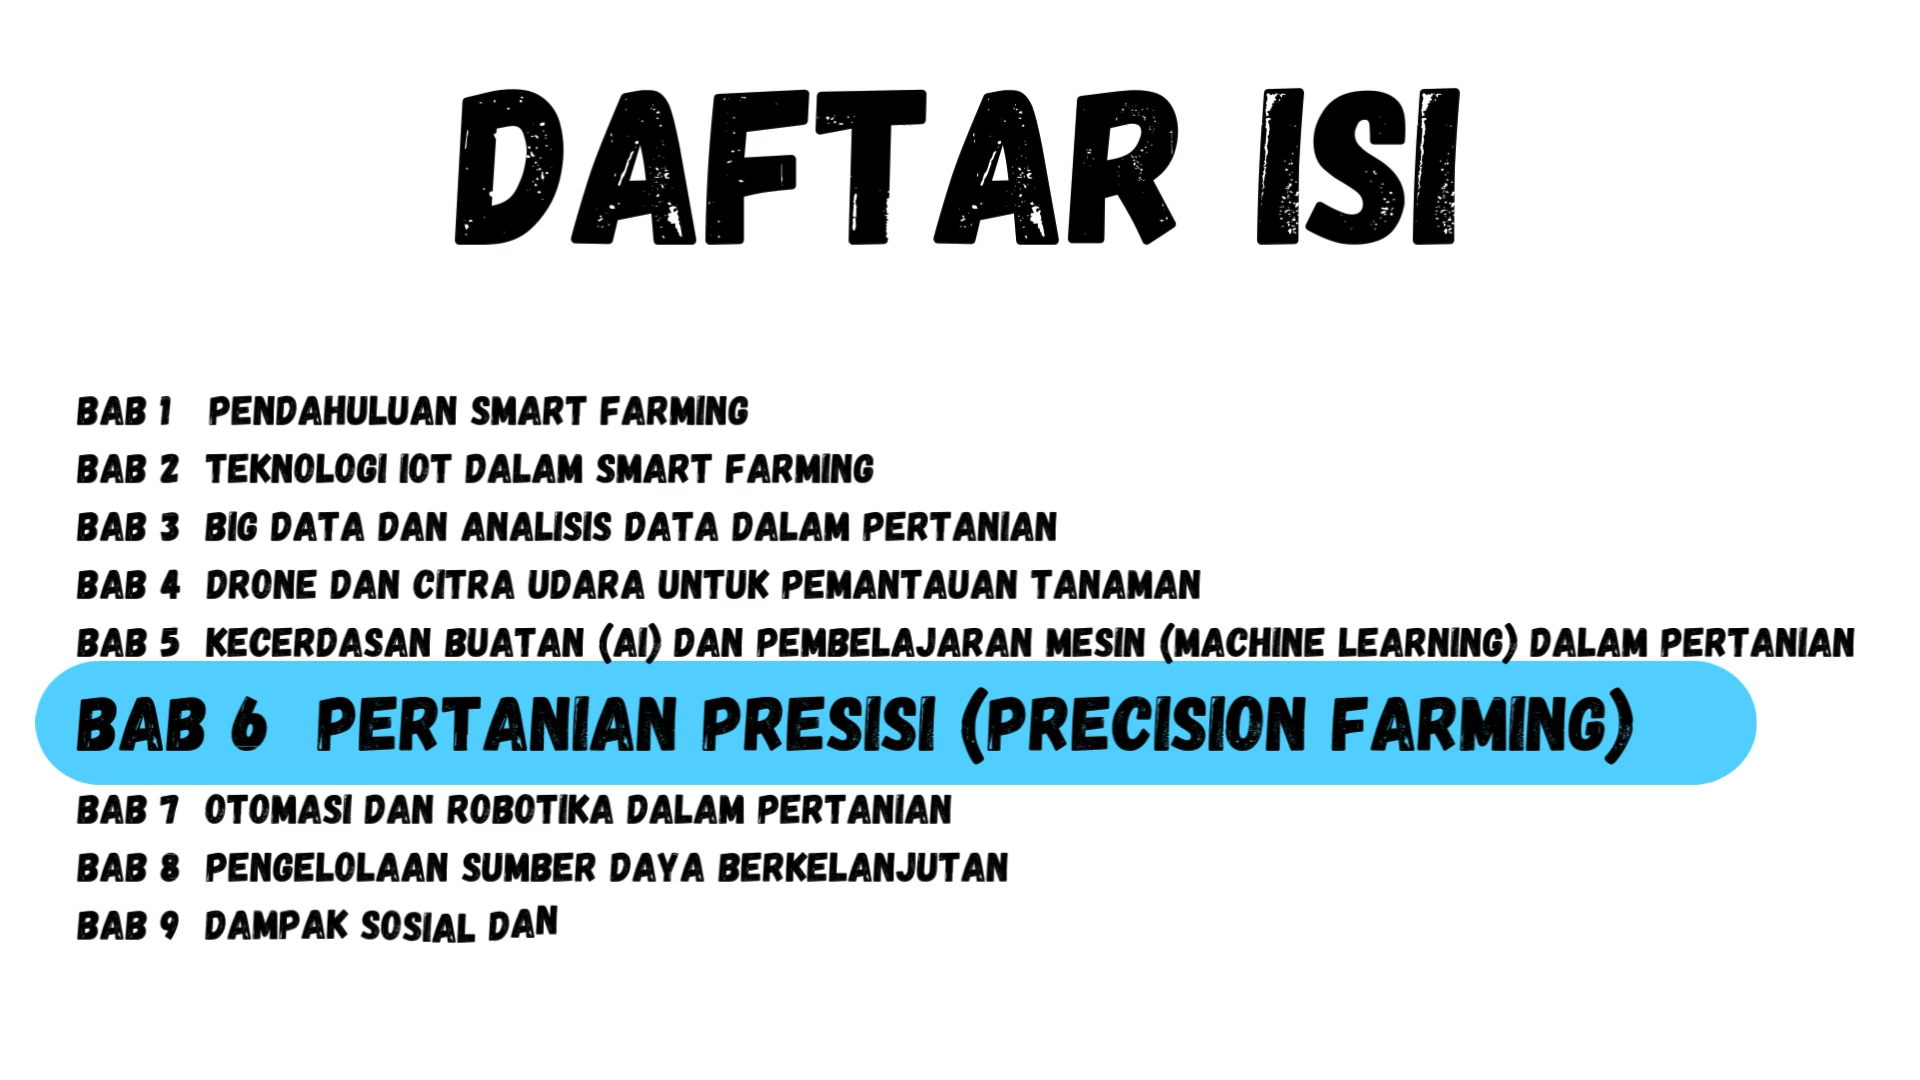 DAFTAR ISI
BAB 1 PENDAHULUAN SMART FARMING
BAB 2 TEKNOLOGI IOT DALAM SMART FARMING
BAB 3 BIG DATA DAN ANALISIS DATA DALAM PERTANIAN
BAB 4 DRONE DAN CITRA UDARA UNTUK PEMANTAUAN TANAMAN
BAB 5 KECERDASAN BUATAN (AI) DAN PEMBELAJARAN MESIN (MACHINE LEARNING) DALAM PERTANIAN
BAB 6 PERTANIAN PRESISI (PRECISION FARMING)
BAB 7 OTOMASI DAN ROBOTIKA DALAM PERTANIAN
BAB 8 PENGELOLAAN SUMBER DAYA BERKELANJUTAN
BAB 9 DAMPAK SOSIAL DAN